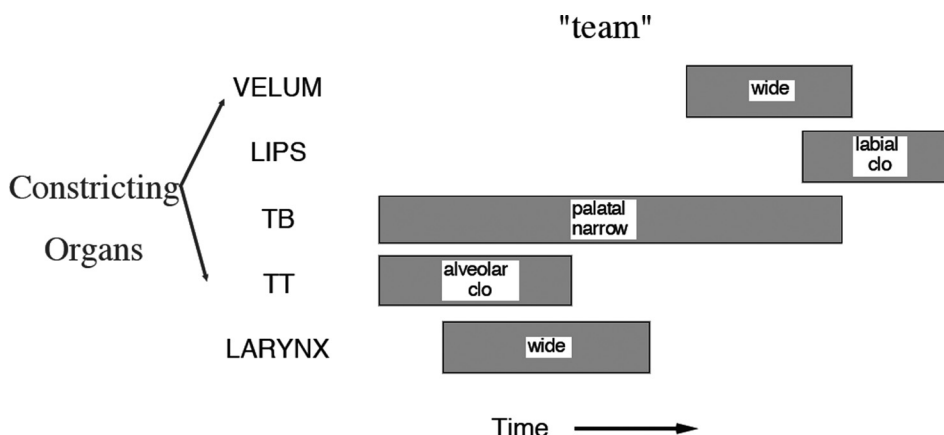 "team"
VELUM
wide
LIPS
labial
clo
Constricting
Organs
TB
palatal
narrow
TT
alveolar
clo
LARYNX
wide
Time